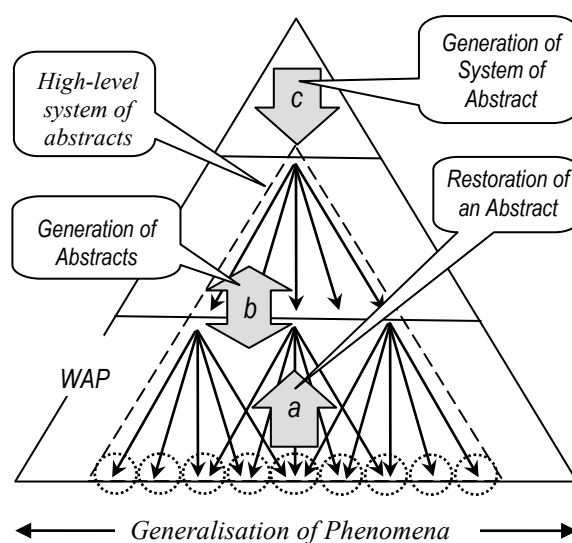 Generation of
System of
Abstract
High-level
system of
abstracts
c
Restoration of
an Abstract
Generation of
Abstracts
b
WAP
a
Generalisation of Phenomena